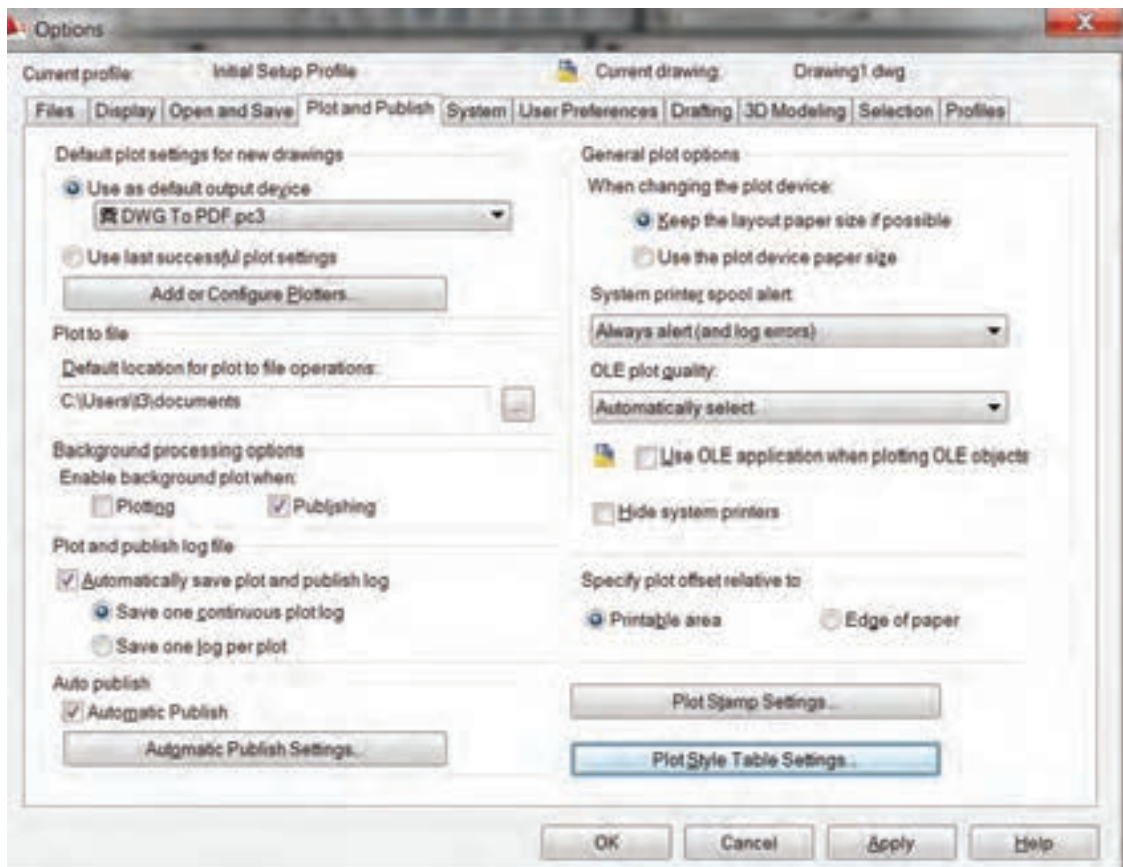 Options
Current profile: Initial Setup Profile Current drawing: Drawing1.dwg
Files Display Open and Save Plot and Publish System User Preferences Drafting 3D Modeling Selection Profiles
Default plot settings for new drawings
Use as default output device
DWG To PDF.pc3
Use last successful plot settings
Add or Configure Plotters...
Plot to file
Default location for plot to file operations:
C:\Users\t3\documents
...
Background processing options
Enable background plot when:
Plotting Publishing
Plot and publish log file
Automatically save plot and publish log
Save one continuous plot log
Save one log per plot
Auto publish
Automatic Publish
Automatic Publish Settings...
General plot options
When changing the plot device:
Keep the layout paper size if possible
Use the plot device paper size
System printer spool alert:
Always alert (and log errors)
OLE plot quality:
Automatically select
Use OLE application when plotting OLE objects
Hide system printers
Specify plot offset relative to
Printable area Edge of paper
Plot Stamp Settings...
Plot Style Table Settings...
OK Cancel Apply Help